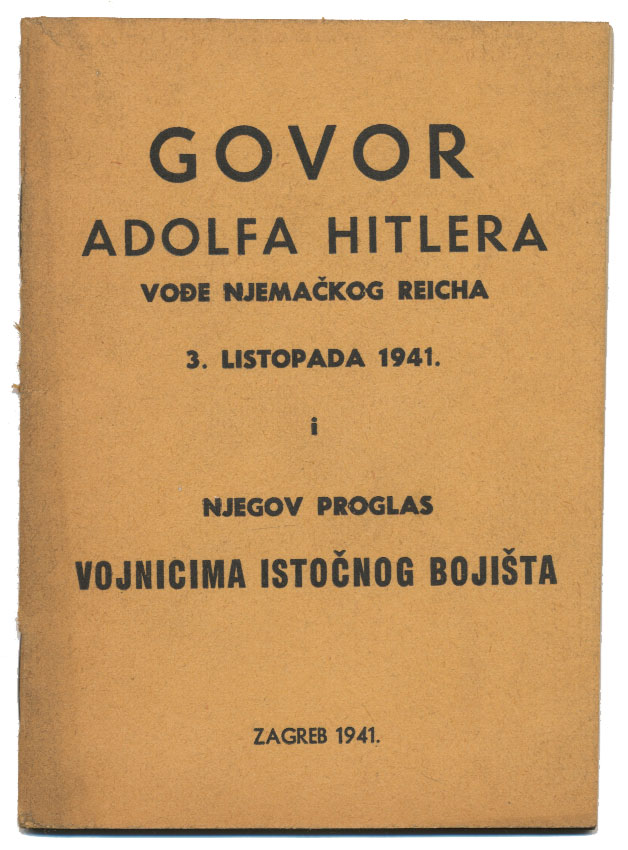 GOVOR
ADOLFA HITLERA
VOĐE NJEMAČKOG REICHA
3. LISTOPADA 1941.
i
NJEGOV PROGLAS
VOJNICIMA ISTOČNOG BOJIŠTA
ZAGREB 1941.